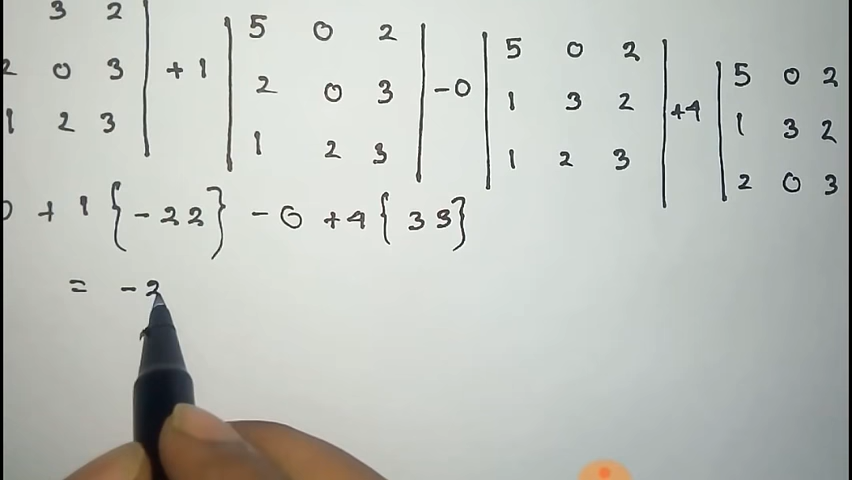 3 2 | + 1 | 5 0 2 | - 0 | 5 0 2 | + 4 | 5 0 2
2 0 3 | 2 0 3 | 1 3 2 | 1 3 2
1 2 3 | 1 2 3 | 1 2 3 | 2 0 3
0 + 1 { - 22 } - 0 + 4 { 33 }
= - 2